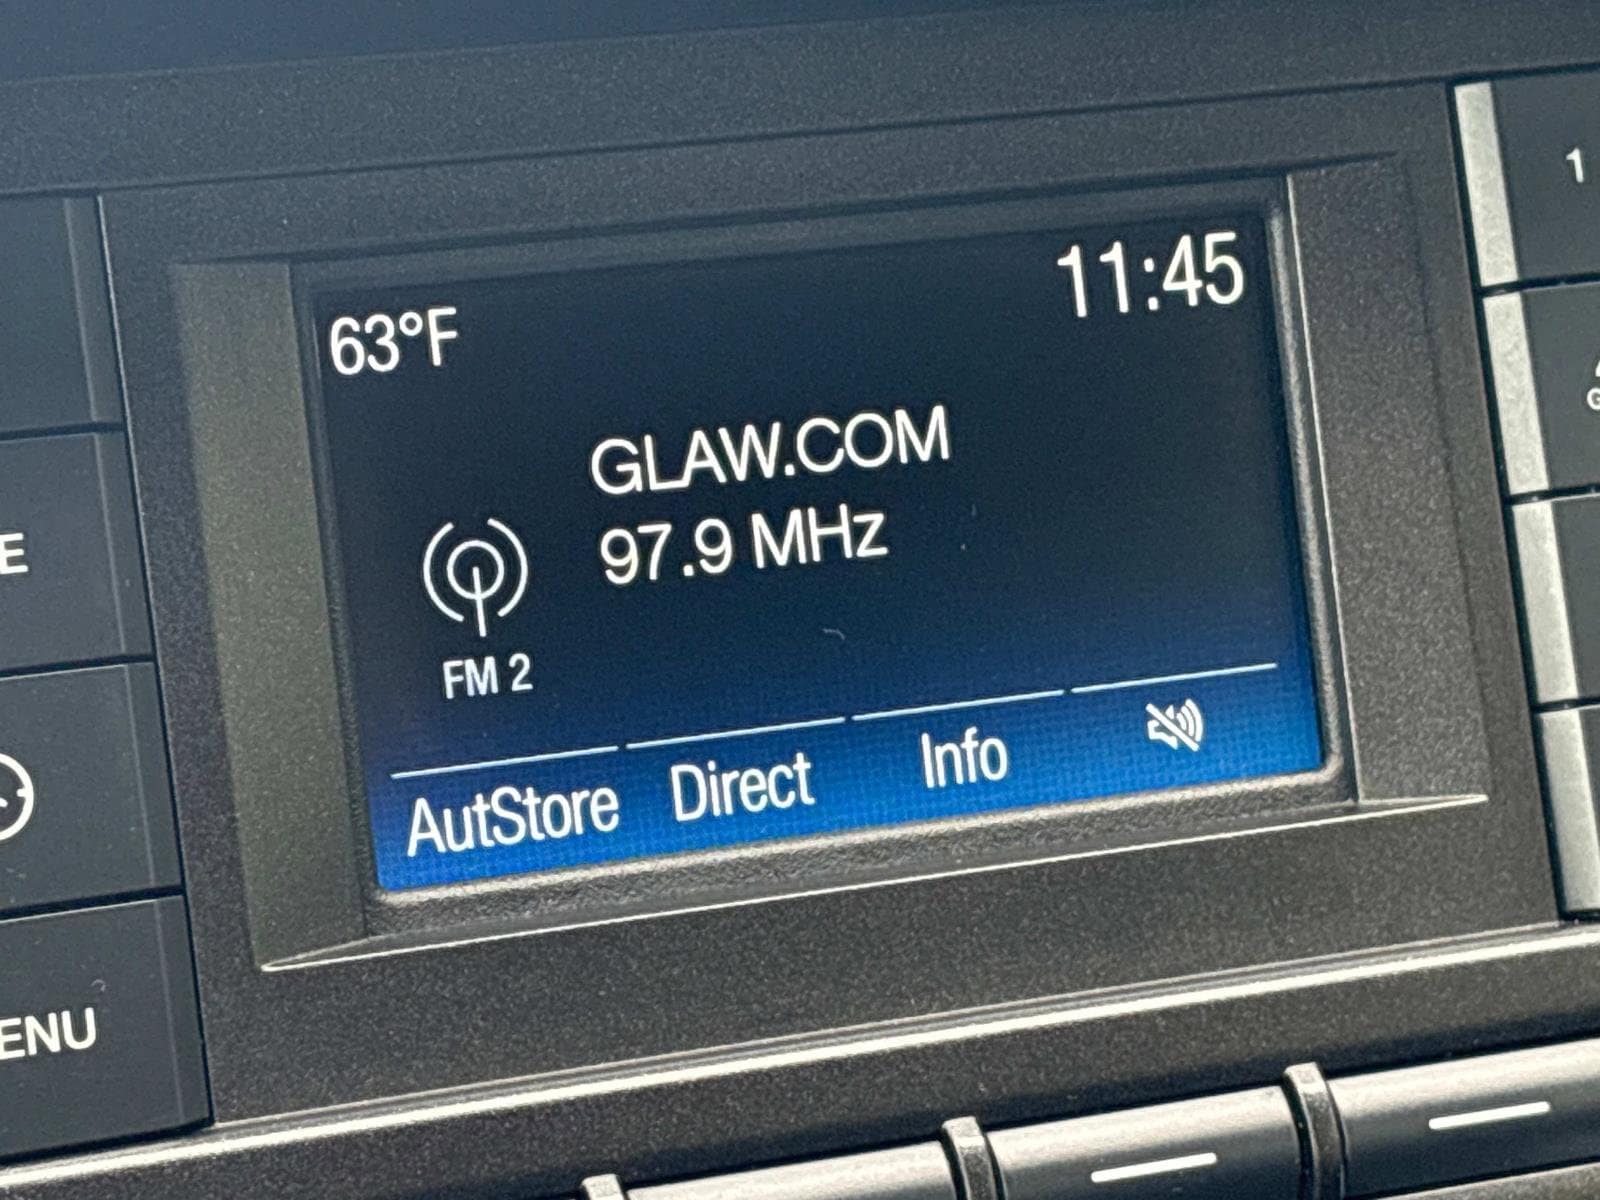 63°F
11:45
GLAW.COM
97.9 MHz
FM 2
AutStore Direct Info
E
ENU
1
G